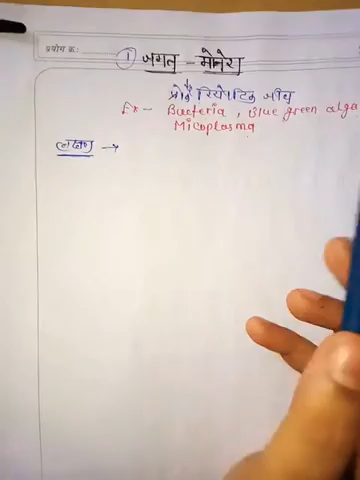 प्रयोग क्र:
① जगत - मोनेरा
प्रोकैरियोटिक जीव
Ex - Bacteria, Blue green alga
Micoplasma
लक्षण →